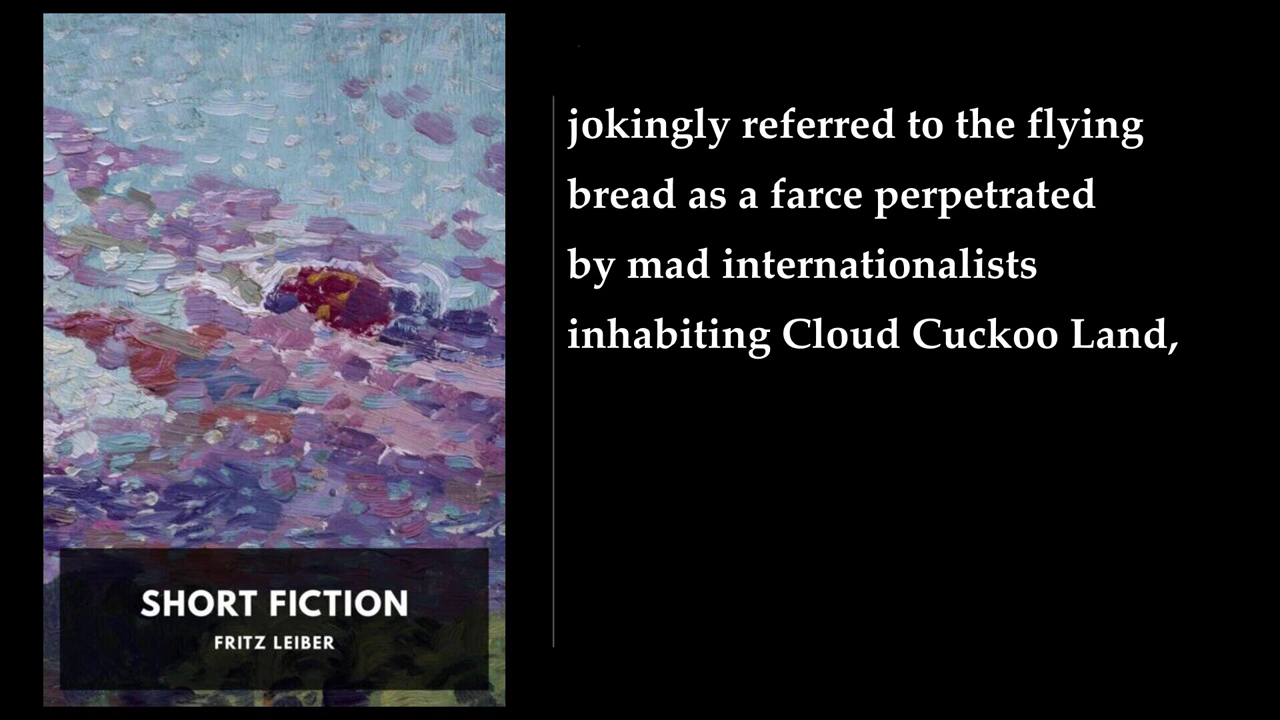 SHORT FICTION
FRITZ LEIBER
jokingly referred to the flying
bread as a farce perpetrated
by mad internationalists
inhabiting Cloud Cuckoo Land,